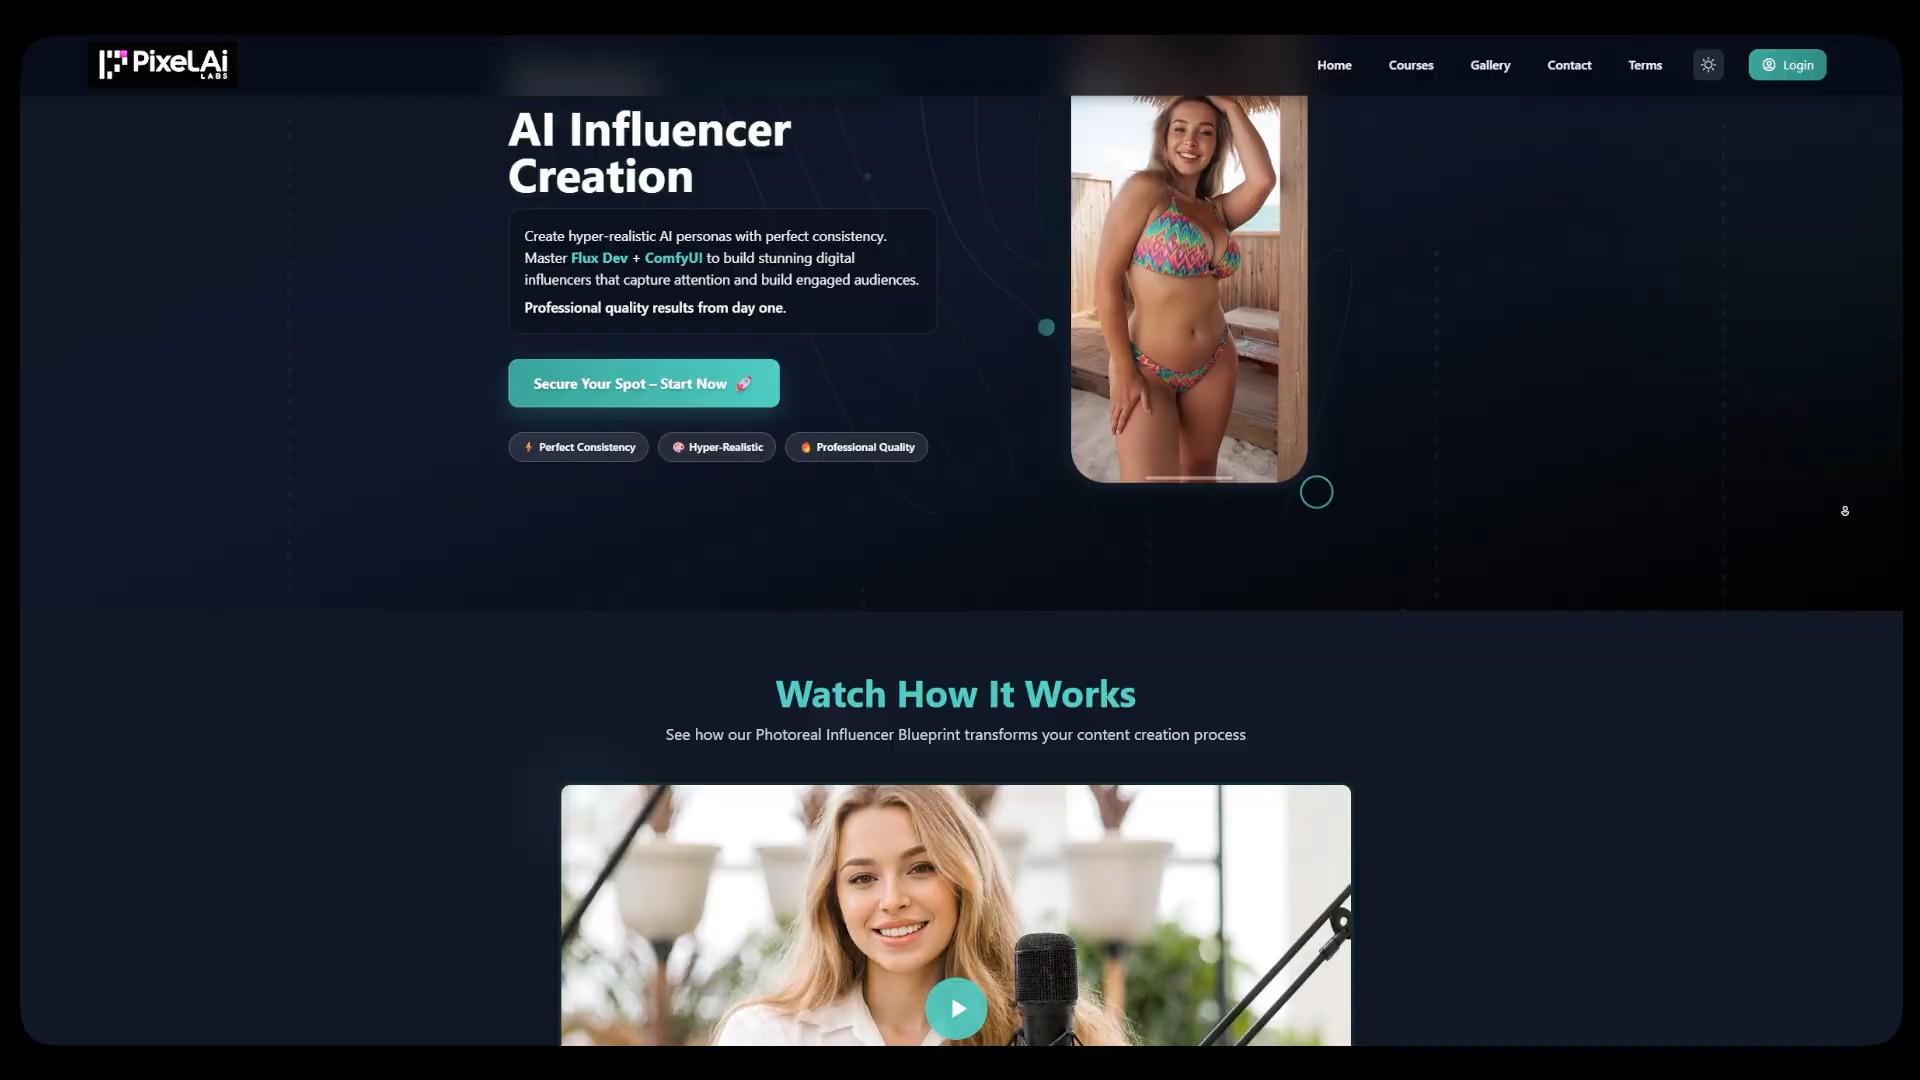 PixeLAi
LABS
Home
Courses
Gallery
Contact
Terms
Login
AI Influencer
Creation
Create hyper-realistic AI personas with perfect consistency.
Master Flux Dev + ComfyUI to build stunning digital
influencers that capture attention and build engaged audiences.
Professional quality results from day one.
Secure Your Spot – Start Now 🚀
Perfect Consistency
Hyper-Realistic
Professional Quality
Watch How It Works
See how our Photoreal Influencer Blueprint transforms your content creation process